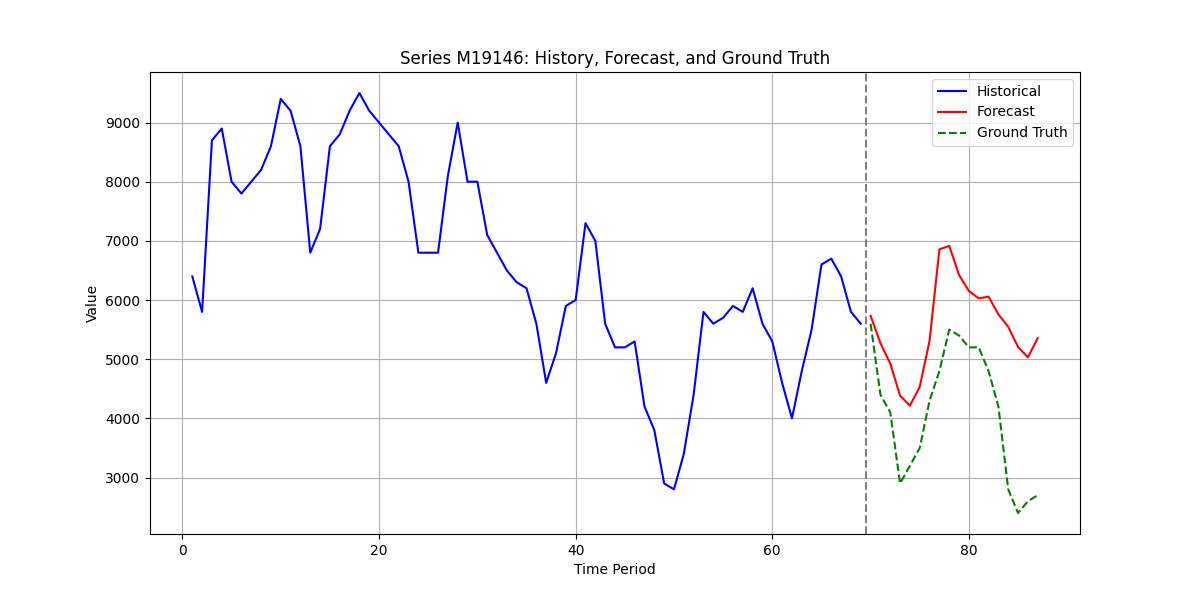 Series M19146: History, Forecast, and Ground Truth
Historical
Forecast
Ground Truth
Value
9000
8000
7000
6000
5000
4000
3000
0 20 40 60 80
Time Period